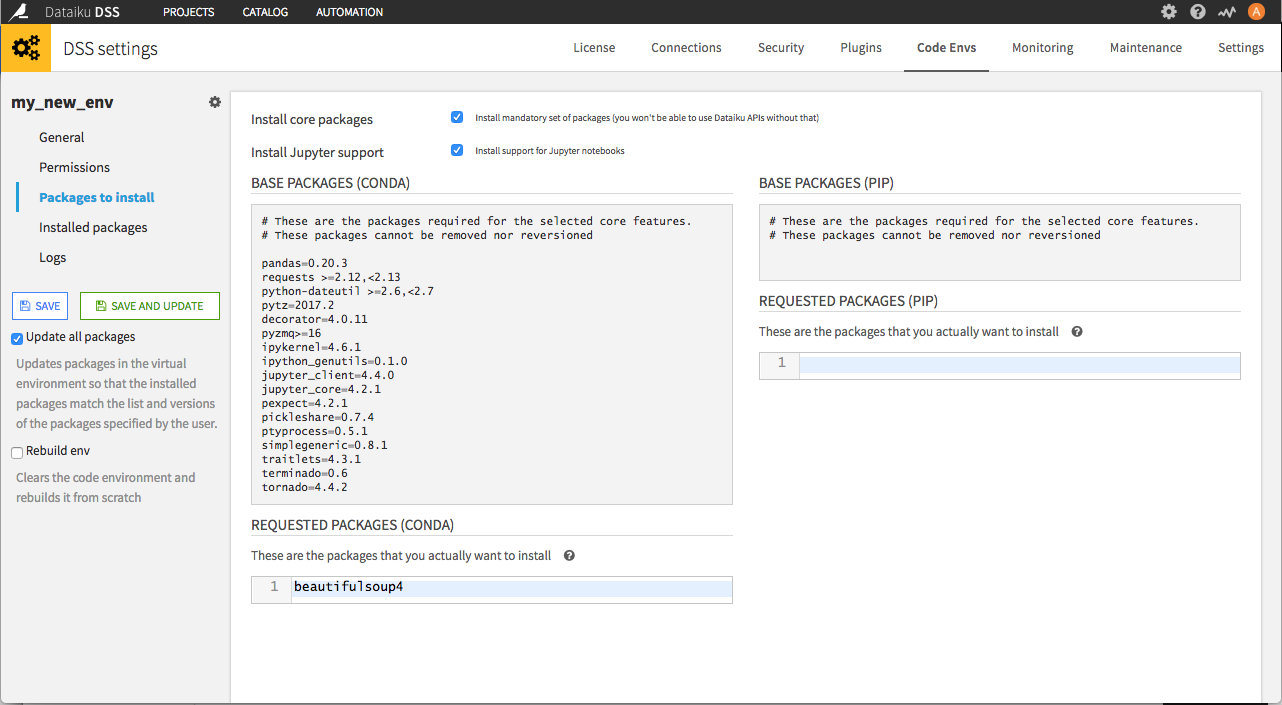 Dataiku DSS PROJECTS CATALOG AUTOMATION A
DSS settings License Connections Security Plugins Code Envs Monitoring Maintenance Settings
my_new_env
General
Permissions
Packages to install
Installed packages
Logs
SAVE SAVE AND UPDATE
Update all packages
Updates packages in the virtual
environment so that the installed
packages match the list and versions
of the packages specified by the user.
Rebuild env
Clears the code environment and
rebuilds it from scratch
Install core packages Install mandatory set of packages (you won't be able to use Dataiku APIs without that)
Install Jupyter support Install support for Jupyter notebooks
BASE PACKAGES (CONDA)
# These are the packages required for the selected core features.
# These packages cannot be removed nor reversioned
pandas=0.20.3
requests >=2.12,<2.13
python-dateutil >=2.6,<2.7
pytz=2017.2
decorator=4.0.11
pyzmq>=16
ipykernel=4.6.1
ipython_genutils=0.1.0
jupyter_client=4.4.0
jupyter_core=4.2.1
pexpect=4.2.1
pickleshare=0.7.4
ptyprocess=0.5.1
simplegeneric=0.8.1
traitlets=4.3.1
terminado=0.6
tornado=4.4.2
REQUESTED PACKAGES (CONDA)
These are the packages that you actually want to install ?
1 beautifulsoup4
BASE PACKAGES (PIP)
# These are the packages required for the selected core features.
# These packages cannot be removed nor reversioned
REQUESTED PACKAGES (PIP)
These are the packages that you actually want to install ?
1